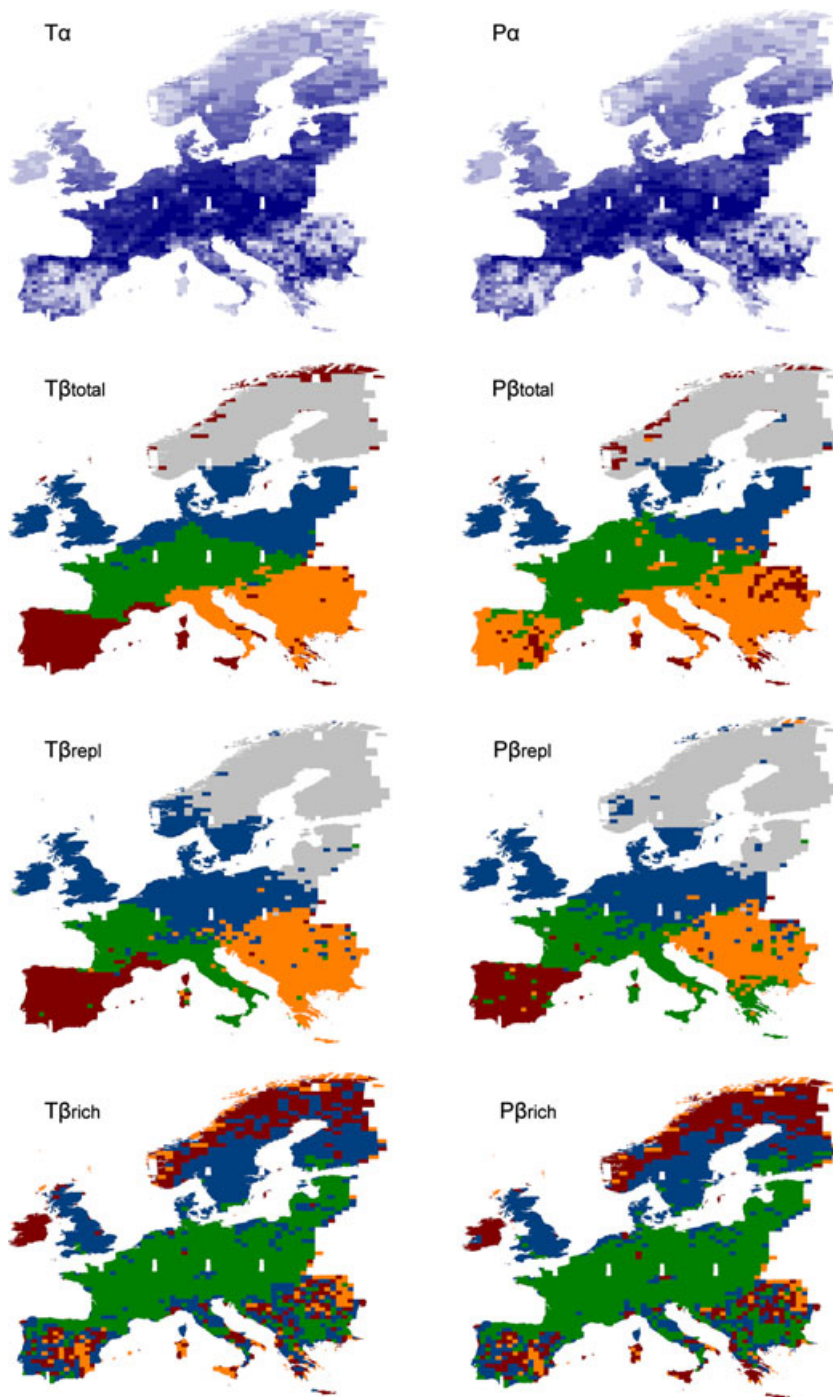 Tα
Pα
Tβtotal
Pβtotal
Tβrepl
Pβrepl
Tβrich
Pβrich